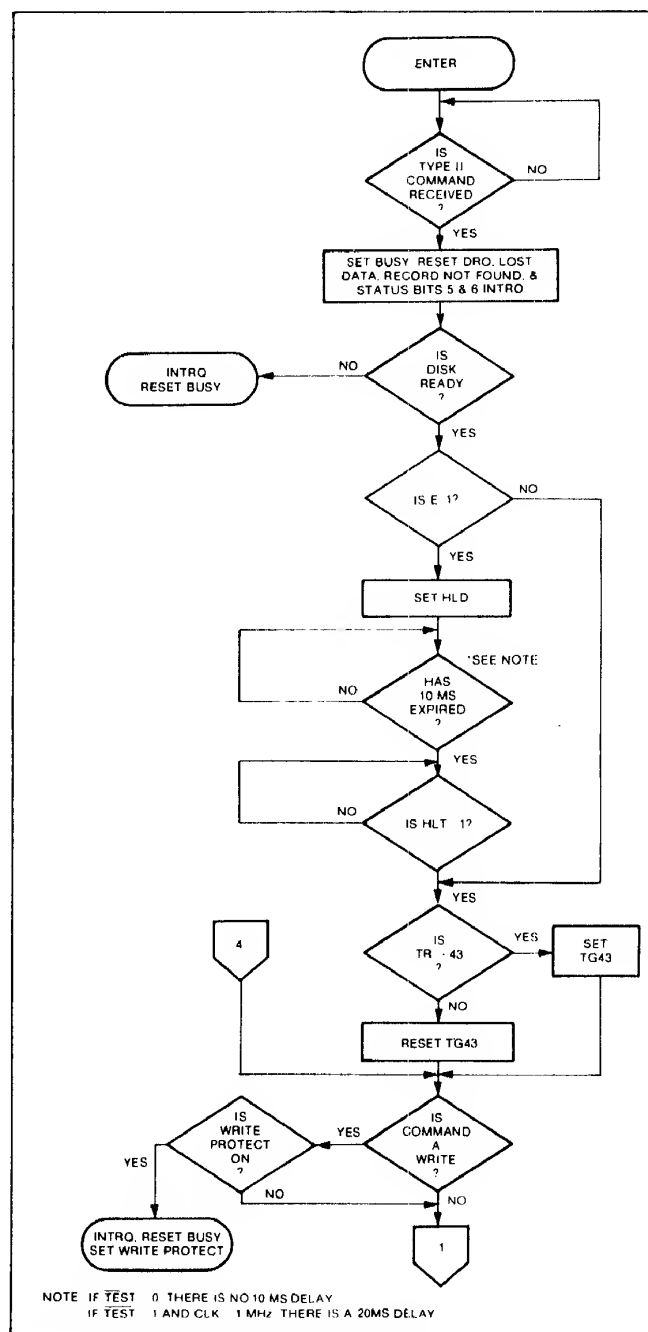 ENTER
IS
TYPE II
COMMAND
RECEIVED
?
NO
YES
SET BUSY RESET DRO, LOST
DATA, RECORD NOT FOUND, &
STATUS BITS 5 & 6 INTRO
IS
DISK
READY
?
NO
INTRQ
RESET BUSY
YES
IS E 1?
NO
YES
SET HLD
*SEE NOTE
HAS
10 MS
EXPIRED
?
NO
YES
IS HLT 1?
NO
YES
4
IS
TR 43
?
YES
SET
TG43
NO
RESET TG43
IS
WRITE
PROTECT
ON
?
YES
IS
COMMAND
A
WRITE
?
YES
NO
NO
INTRQ, RESET BUSY
SET WRITE PROTECT
1
NOTE IF TEST 0 THERE IS NO 10 MS DELAY
IF TEST 1 AND CLK 1 MHz THERE IS A 20MS DELAY